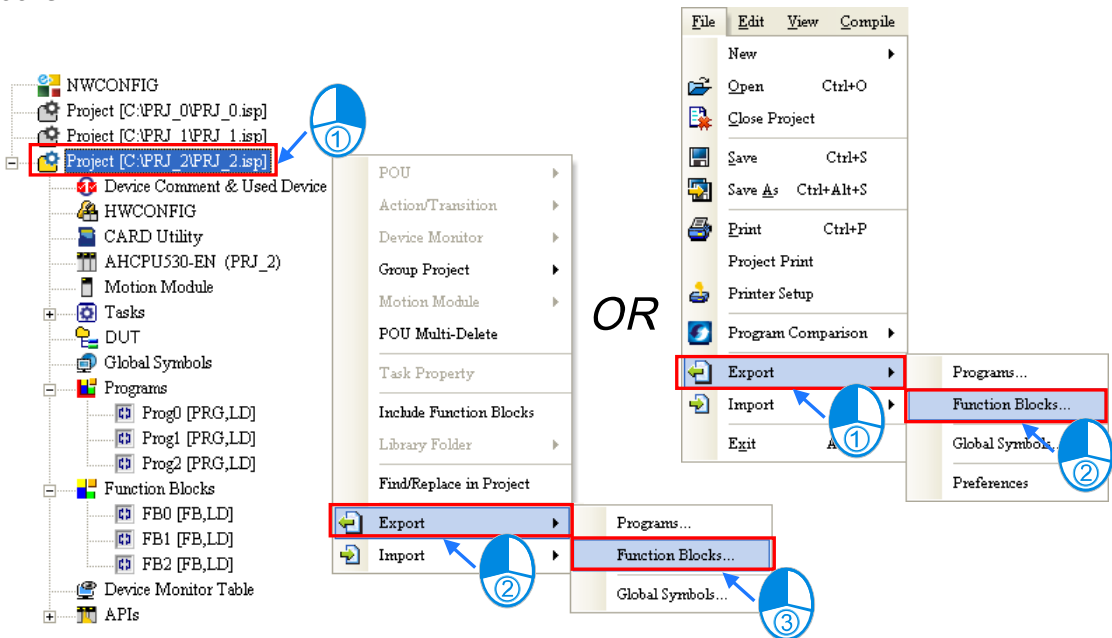 NWCONFIG
Project [C:\PRJ_0\PRJ_0.isp]
Project [C:\PRJ_1\PRJ_1.isp]
Project [C:\PRJ_2\PRJ_2.isp]
Device Comment & Used Device
HWCONFIG
CARD Utility
AHCPU530-EN (PRJ_2)
Motion Module
Tasks
DUT
Global Symbols
Programs
Prog0 [PRG,LD]
Prog1 [PRG,LD]
Prog2 [PRG,LD]
Function Blocks
FB0 [FB,LD]
FB1 [FB,LD]
FB2 [FB,LD]
Device Monitor Table
APIs
①
POU
Action/Transition
Device Monitor
Group Project
Motion Module
POU Multi-Delete
Task Property
Include Function Blocks
Library Folder
Find/Replace in Project
Export
Import
②
Programs...
Function Blocks...
Global Symbols...
③
OR
File Edit View Compile
New
Open Ctrl+O
Close Project
Save Ctrl+S
Save As Ctrl+Alt+S
Print Ctrl+P
Project Print
Printer Setup
Program Comparison
Export
Import
Exit
①
Programs...
Function Blocks...
Global Symbols...
Preferences
②